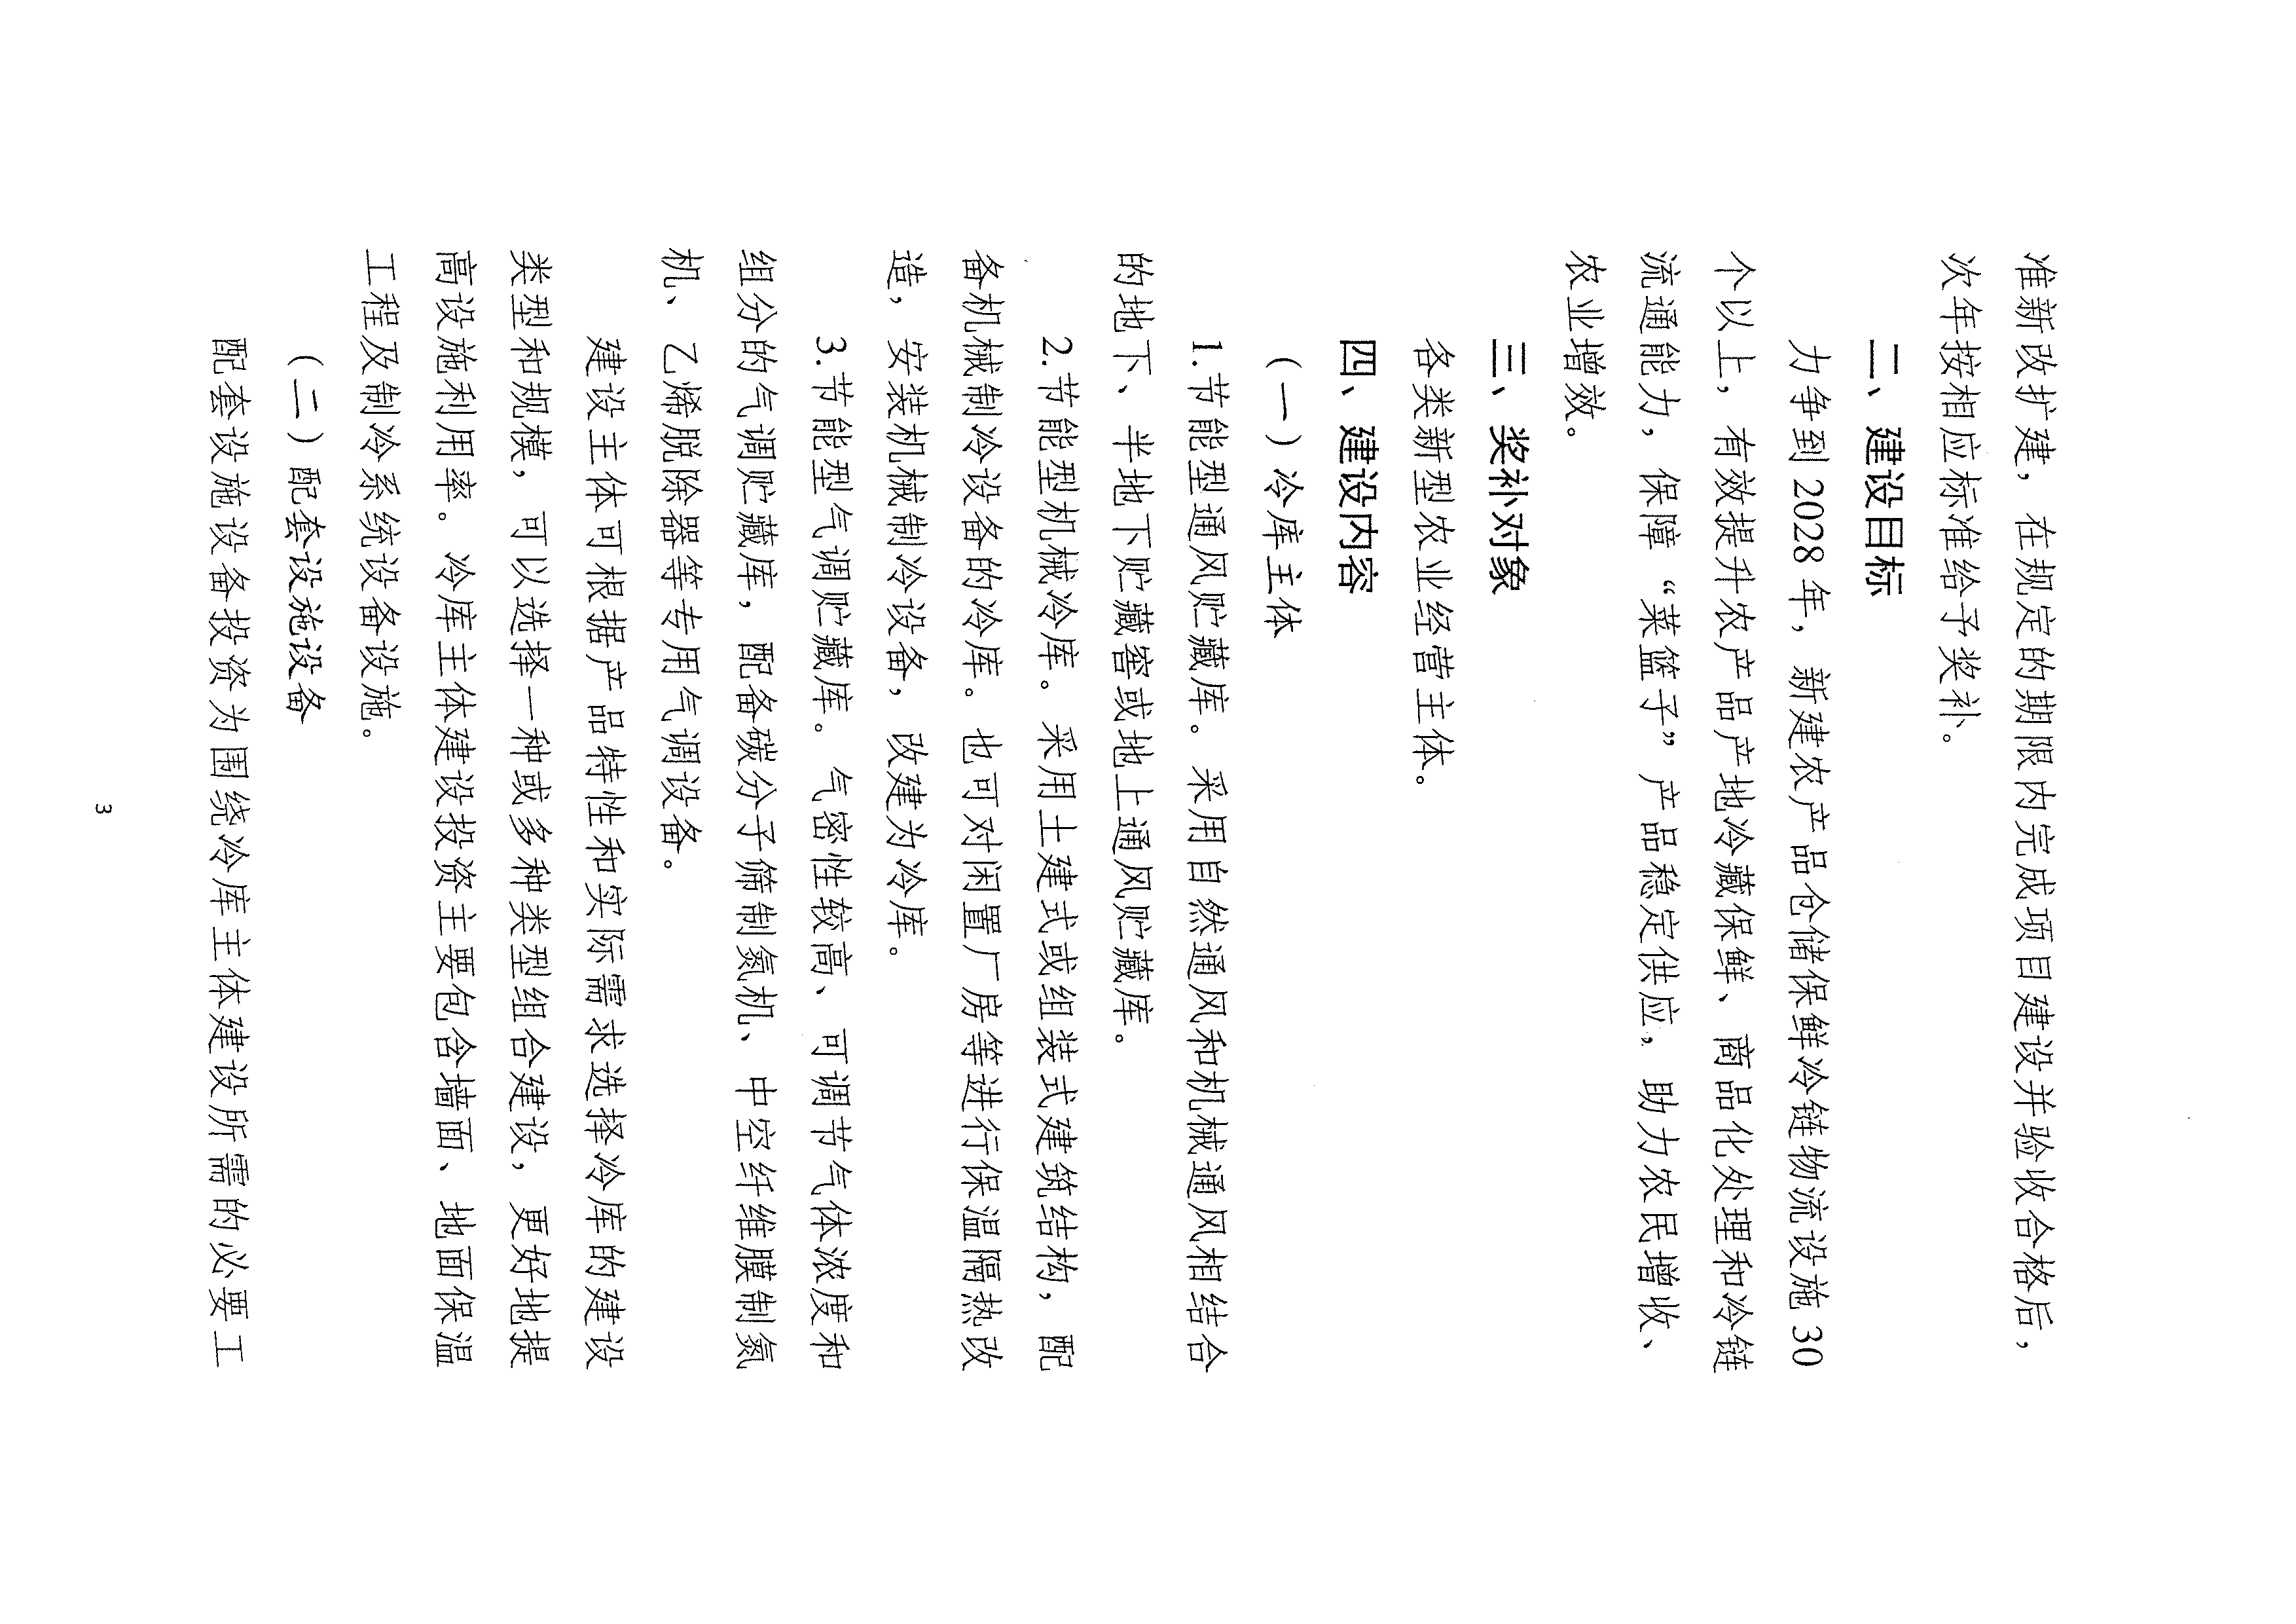 准新改扩建，在规定的期限内完成项目建设并验收合格后，
次年按相应标准给予奖补。
二、建设目标
力争到 2028 年，新建农产品仓储保鲜冷链物流设施 30
个以上，有效提升农产品产地冷藏保鲜、商品化处理和冷链
流通能力，保障“菜篮子”产品稳定供应，助力农民增收、
农业增效。
三、奖补对象
各类新型农业经营主体。
四、建设内容
（一）冷库主体
1.节能型通风贮藏库。采用自然通风和机械通风相结合
的地下、半地下贮藏窖或地上通风贮藏库。
2.节能型机械冷库。采用土建式或组装式建筑结构，配
备机械制冷设备的冷库。也可对闲置厂房等进行保温隔热改
造，安装机械制冷设备，改建为冷库。
3.节能型气调贮藏库。气密性较高、可调节气体浓度和
组分的气调贮藏库，配备碳分子筛制氮机、中空纤维膜制氮
机、乙烯脱除器等专用气调设备。
建设主体可根据产品特性和实际需求选择冷库的建设
类型和规模，可以选择一种或多种类型组合建设，更好地提
高设施利用率。冷库主体建设投资主要包含墙面、地面保温
工程及制冷系统设备设施。
（二）配套设施设备
配套设施设备投资为围绕冷库主体建设所需的必要工
3